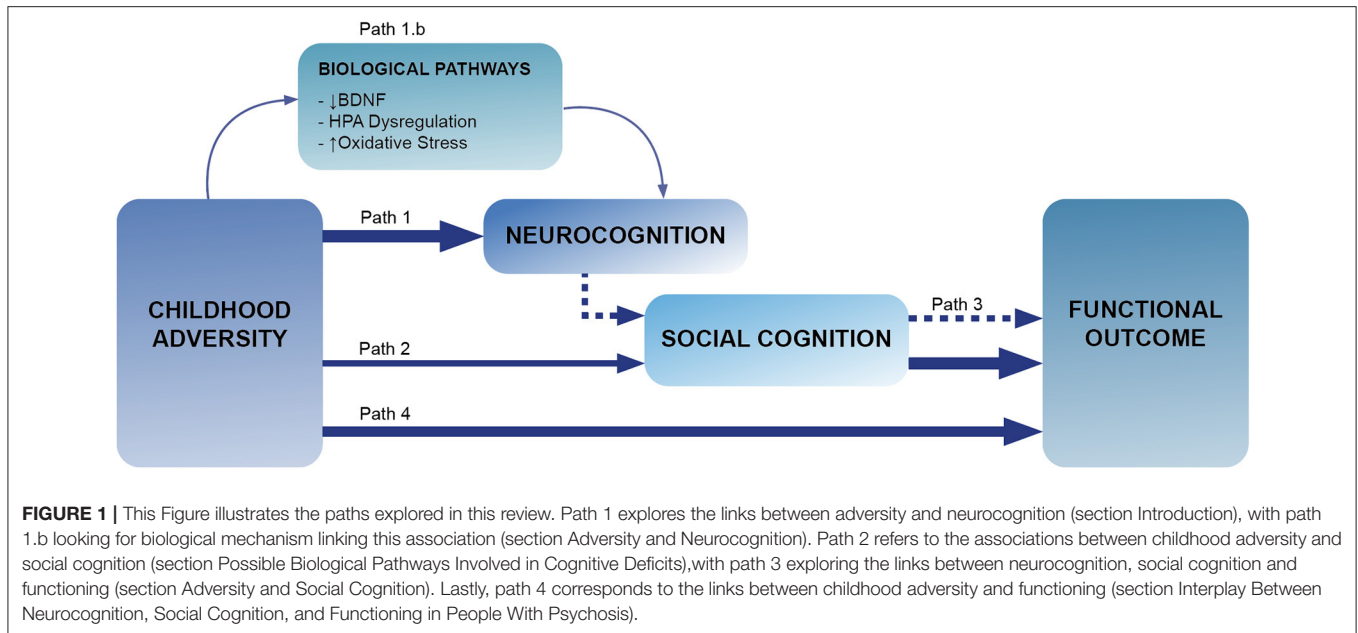 Path 1.b
BIOLOGICAL PATHWAYS
- ↓BDNF
- HPA Dysregulation
- ↑Oxidative Stress
Path 1
NEUROCOGNITION
CHILDHOOD
ADVERSITY
Path 2
SOCIAL COGNITION
Path 3
FUNCTIONAL
OUTCOME
Path 4
FIGURE 1 | This Figure illustrates the paths explored in this review. Path 1 explores the links between adversity and neurocognition (section Introduction), with path
1.b looking for biological mechanism linking this association (section Adversity and Neurocognition). Path 2 refers to the associations between childhood adversity and
social cognition (section Possible Biological Pathways Involved in Cognitive Deficits),with path 3 exploring the links between neurocognition, social cognition and
functioning (section Adversity and Social Cognition). Lastly, path 4 corresponds to the links between childhood adversity and functioning (section Interplay Between
Neurocognition, Social Cognition, and Functioning in People With Psychosis).